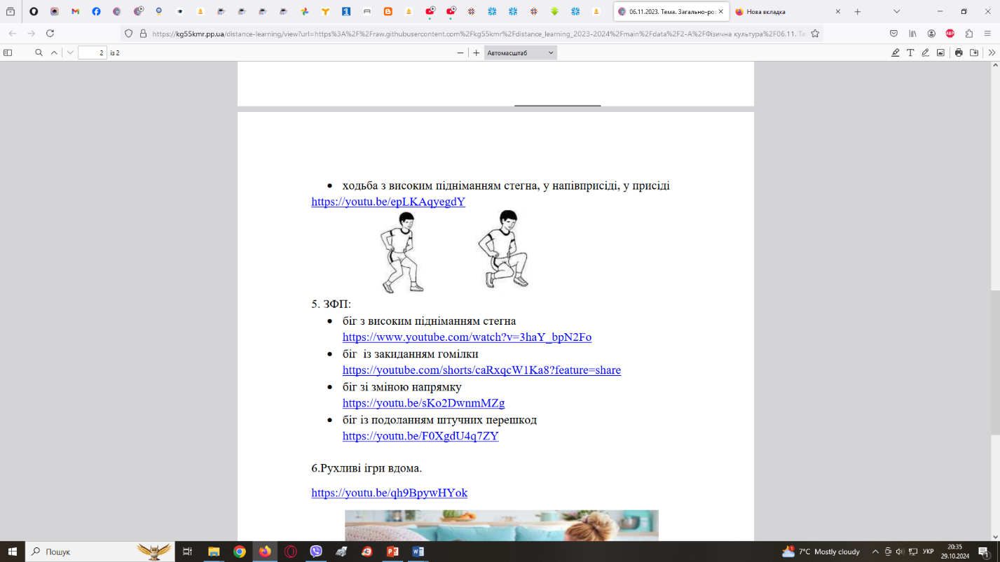 06.11.2023. Тема. Загально-роз
Нова вкладка
https://kg55kmr.pp.ua/distance-learning/view?url=https%3A%2F%2Fraw.githubusercontent.com%2Fkg55kmr%2Fdistance_learning_2023-2024%2Fmain%2Fdata%2F2-A%2FФізична культура%2F06.11. Те
2 із 2
Автомасштаб
• ходьба з високим підніманням стегна, у напівприсіді, у присіді
https://youtu.be/epLKAqyegdY
5. ЗФП:
• біг з високим підніманням стегна
https://www.youtube.com/watch?v=3haY_bpN2Fo
• біг із закиданням гомілки
https://youtube.com/shorts/caRxqcW1Ka8?feature=share
• біг зі зміною напрямку
https://youtu.be/sKo2DwnmMZg
• біг із подоланням штучних перешкод
https://youtu.be/F0XgdU4q7ZY
6.Рухливі ігри вдома.
https://youtu.be/qh9BpywHYok
Пошук
7°C Mostly cloudy
УКР
20:35
29.10.2024